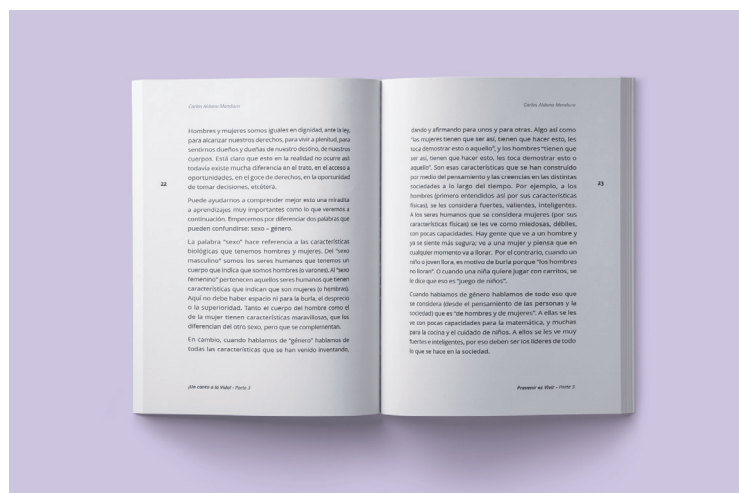 Carlos Aldana Mendoza
Hombres y mujeres somos iguales en dignidad, ante la ley,
para alcanzar nuestros derechos, para vivir a plenitud, para
sentirnos dueños y dueñas de nuestro destino, de nuestros
cuerpos. Está claro que esto en la realidad no ocurre así:
todavía existe mucha diferencia en el trato, en el acceso a
oportunidades, en el goce de derechos, en la oportunidad
de tomar decisiones, etcétera.
22
Puede ayudarnos a comprender mejor esto una miradita
a aprendizajes muy importantes como lo que veremos a
continuación. Empecemos por diferenciar dos palabras que
pueden confundirse: sexo – género.
La palabra “sexo” hace referencia a las características
biológicas que tenemos hombres y mujeres. Del “sexo
masculino” somos los seres humanos que tenemos un
cuerpo que indica que somos hombres (o varones). Al “sexo
femenino” pertenecen aquellos seres humanos que tienen
características que indican que son mujeres (o hembras).
Aquí no debe haber espacio ni para la burla, el desprecio
o la superioridad. Tanto el cuerpo del hombre como el
de la mujer tienen características maravillosas, que los
diferencian del otro sexo, pero que se complementan.
En cambio, cuando hablamos de “género” hablamos de
todas las características que se han venido inventando,
¡Un canto a la Vida! - Parte 5
Carlos Aldana Mendoza
dando y afirmando para unos y para otras. Algo así como
“las mujeres tienen que ser así, tienen que hacer esto, les
toca demostrar esto o aquello”, y los hombres “tienen que
ser así, tienen que hacer esto, les toca demostrar esto o
aquello”. Son esas características que se han construido
por medio del pensamiento y las creencias en las distintas
sociedades a lo largo del tiempo. Por ejemplo, a los
hombres (primero entendidos así por sus características
físicas), se les considera fuertes, valientes, inteligentes.
A los seres humanos que se considera mujeres (por sus
características físicas) se les ve como miedosas, débiles,
con pocas capacidades. Hay gente que ve a un hombre y
ya se siente más segura; ve a una mujer y piensa que en
cualquier momento va a llorar. Por el contrario, cuando un
niño o joven llora, es motivo de burla porque “los hombres
no lloran”. O cuando una niña quiere jugar con carritos, se
le dice que eso es “juego de niños”.
23
Cuando hablamos de género hablamos de todo eso que
se considera (desde el pensamiento de las personas y la
sociedad) que es “de hombres y de mujeres”. A ellas se les
ve con pocas capacidades para la matemática, y muchas
para la cocina y el cuidado de niños. A ellos se les ve muy
fuertes e inteligentes, por eso deben ser los líderes de todo
lo que se hace en la sociedad.
Prevenir es Vivir - Parte 5